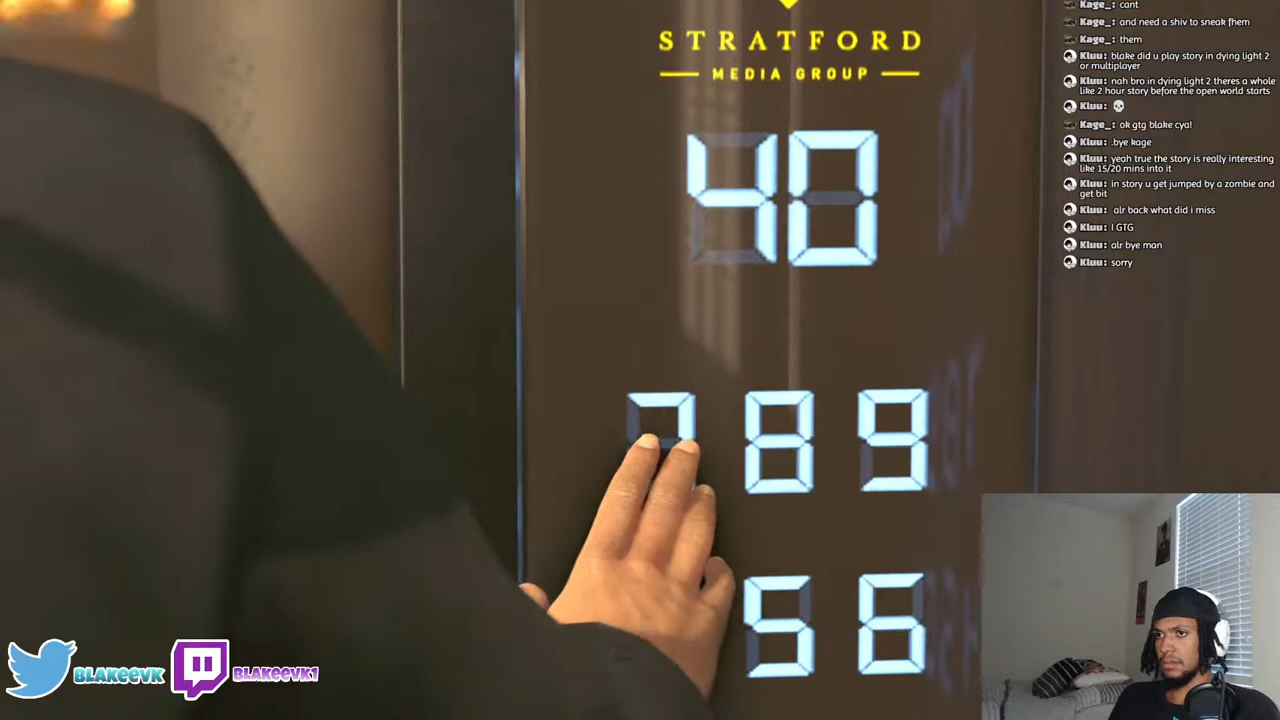 STRATFORD
MEDIA GROUP
40
7 8 9
5 6
Kage_: cant
Kage_: and need a shiv to sneak fhem
Kage_: them
Kluu: blake did u play story in dying light 2
or multiplayer
Kluu: nah bro in dying light 2 theres a whole
like 2 hour story before the open world starts
Kluu: 💀
Kage_: ok gtg blake cya!
Kluu: .bye kage
Kluu: yeah true the story is really interesting
like 15/20 mins into it
Kluu: in story u get jumped by a zombie and
get bit
Kluu: alr back what did i miss
Kluu: I GTG
Kluu: alr bye man
Kluu: sorry
BLAKEEVK
BLAKEEVK1